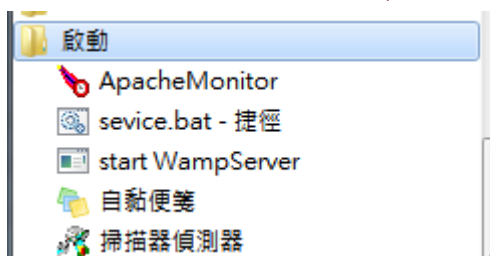 啟動
ApacheMonitor
sevice.bat - 捷徑
start WampServer
自黏便箋
掃描器偵測器